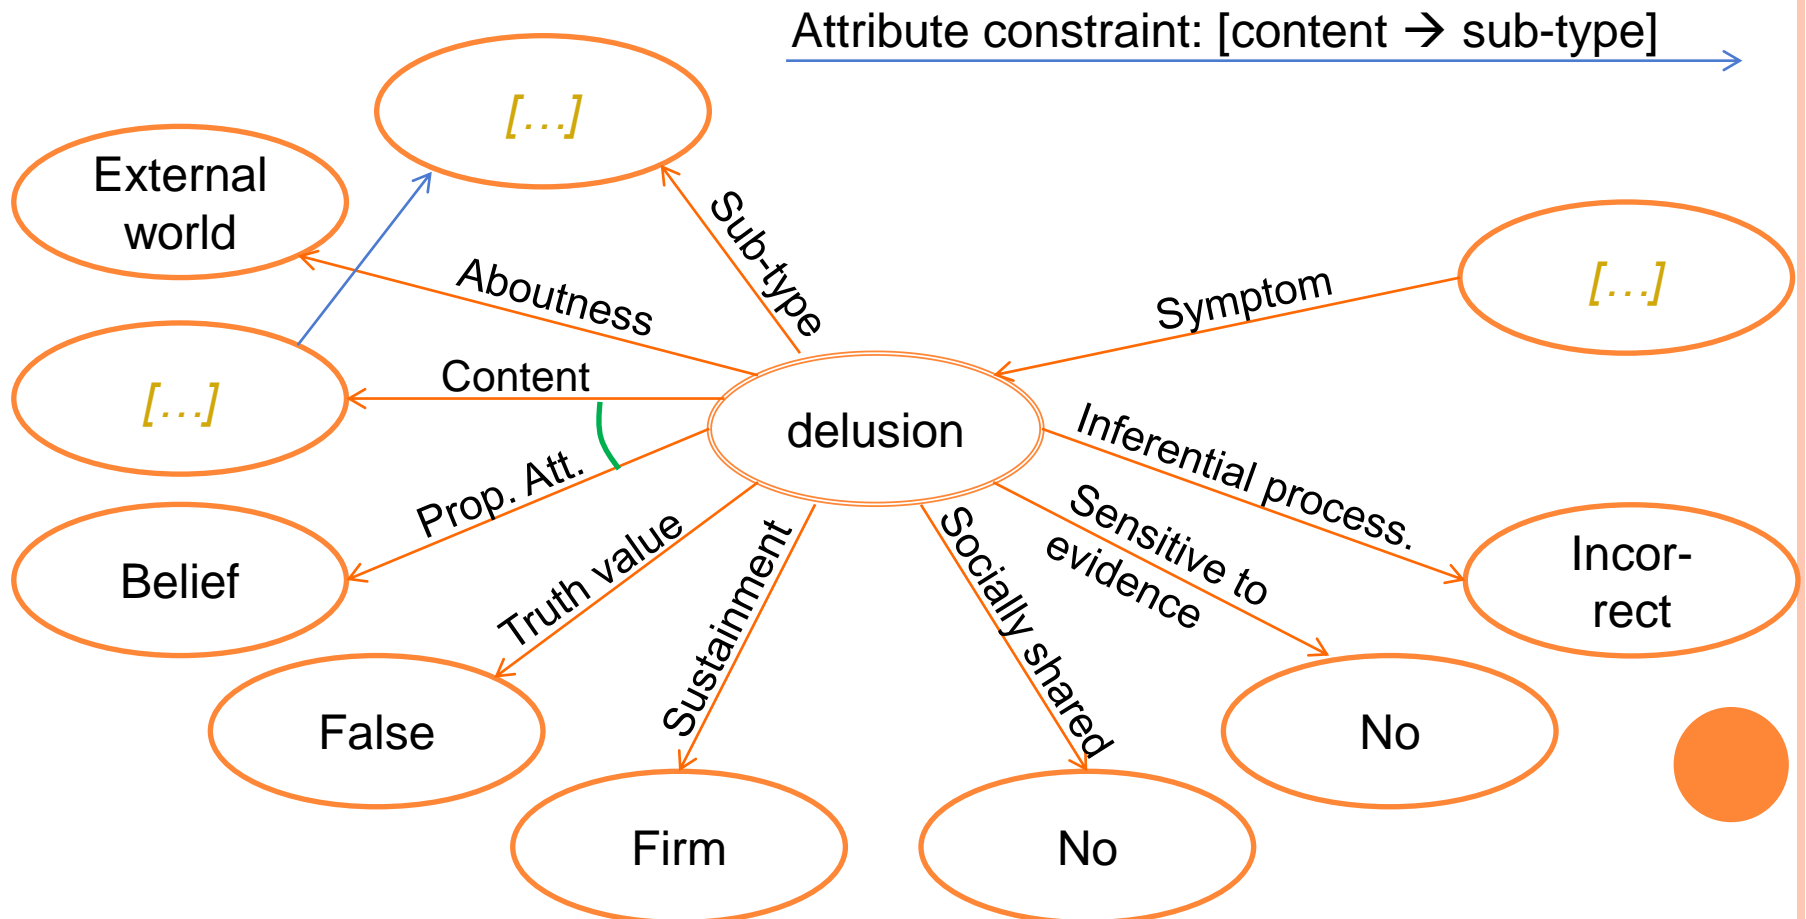 Attribute constraint: [content → sub-type]
[…]
External
world
Sub-type
Aboutness
Symptom
[…]
Content
[…]
delusion
Inferential process.
Prop. Att.
Sensitive to
evidence
Belief
Truth value
Sustainment
Socially shared
Incor-
rect
False
No
Firm
No